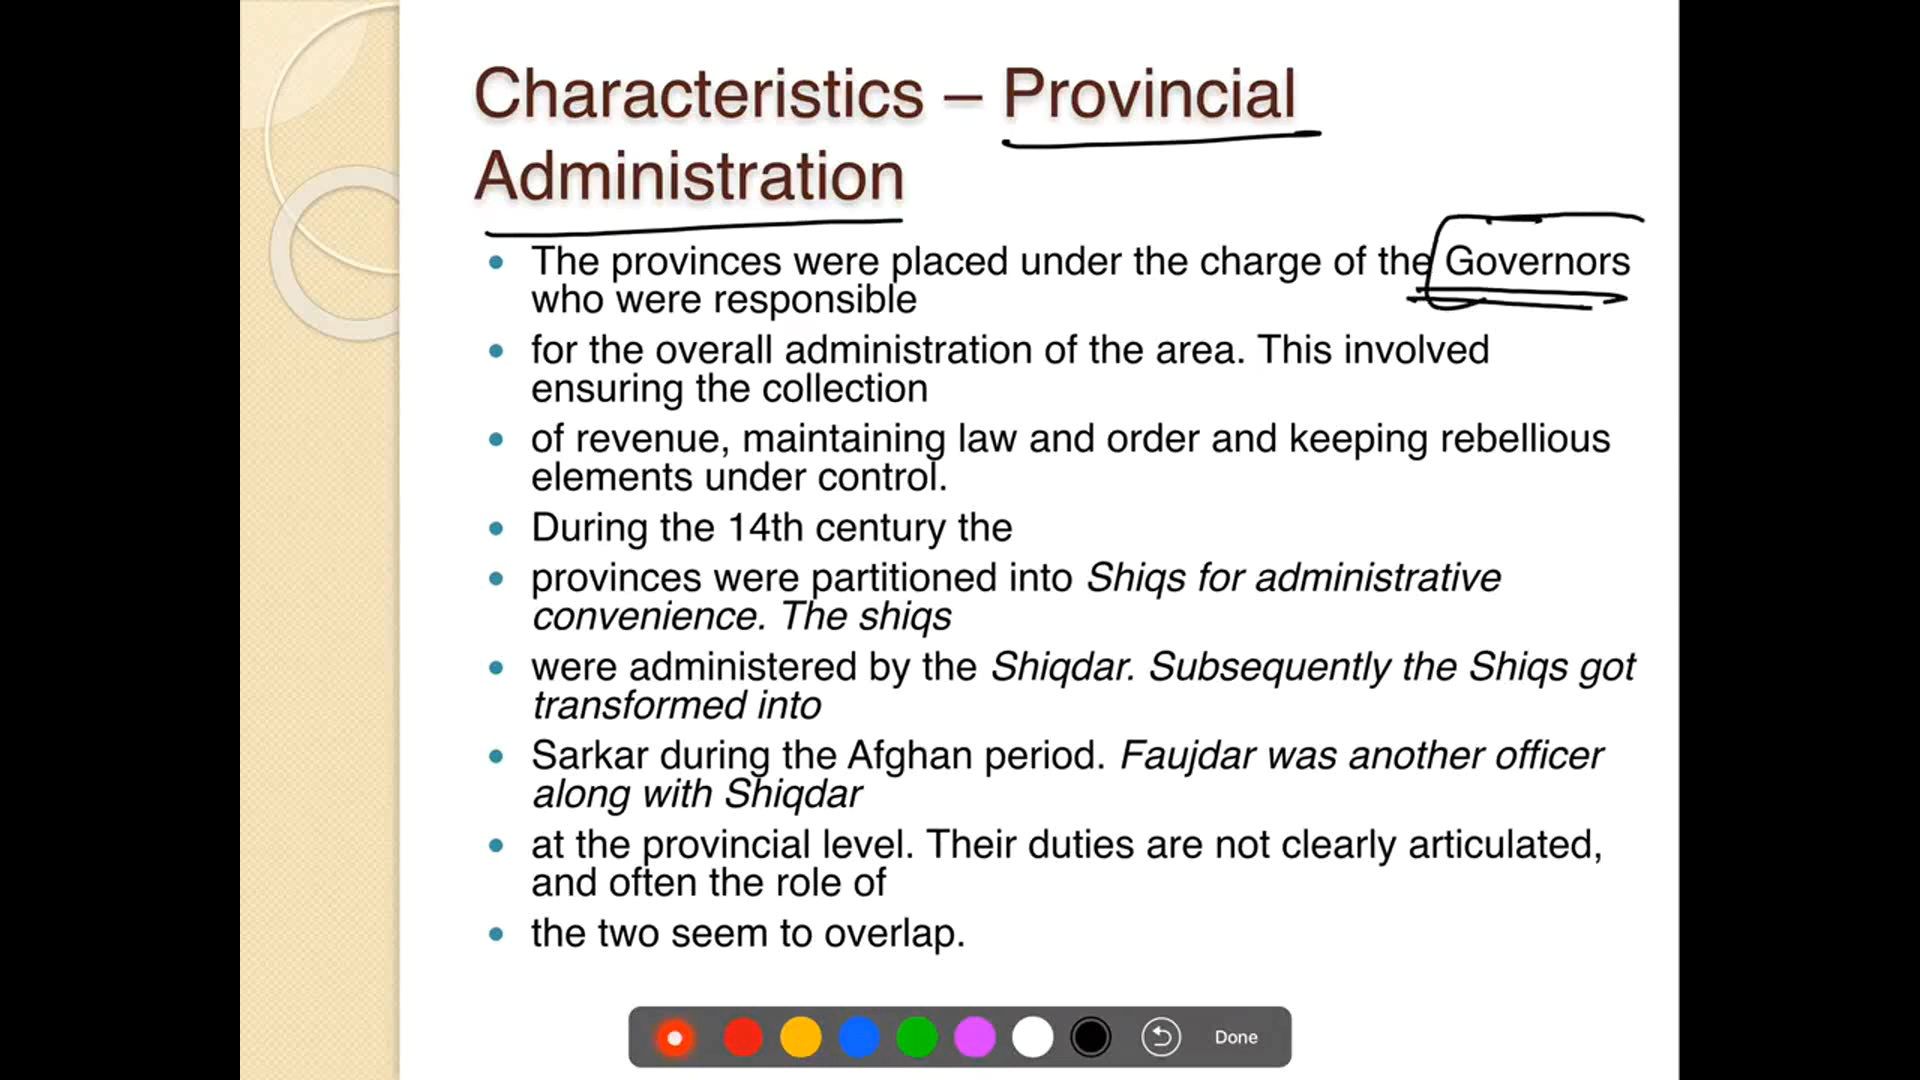 Characteristics – Provincial
Administration
• The provinces were placed under the charge of the Governors
who were responsible
• for the overall administration of the area. This involved
ensuring the collection
• of revenue, maintaining law and order and keeping rebellious
elements under control.
• During the 14th century the
• provinces were partitioned into Shiqs for administrative
convenience. The shiqs
• were administered by the Shiqdar. Subsequently the Shiqs got
transformed into
• Sarkar during the Afghan period. Faujdar was another officer
along with Shiqdar
• at the provincial level. Their duties are not clearly articulated,
and often the role of
• the two seem to overlap.
Done